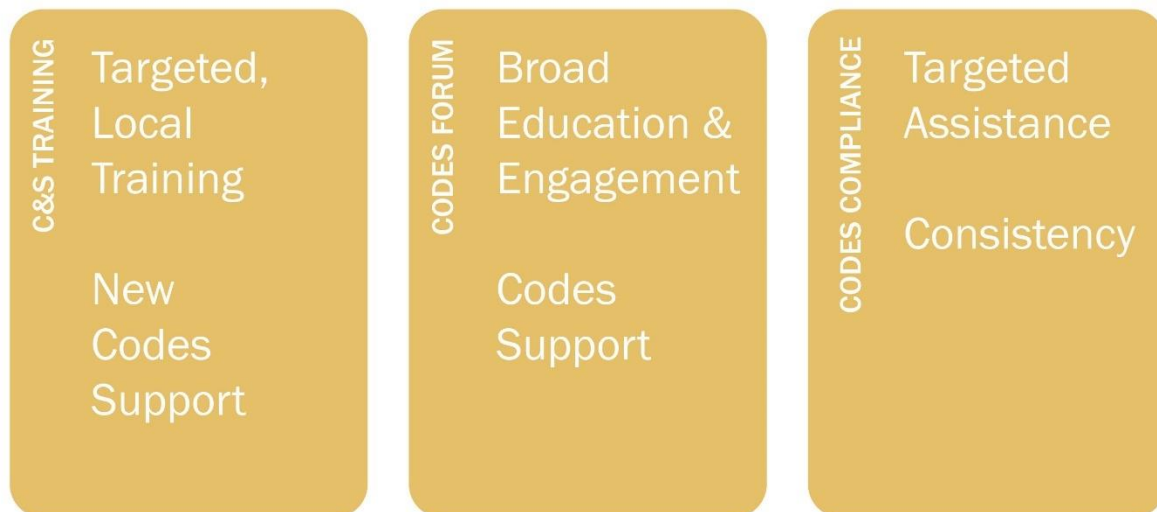 C&S TRAINING
Targeted,
Local
Training
New
Codes
Support
CODES FORUM
Broad
Education &
Engagement
Codes
Support
CODES COMPLIANCE
Targeted
Assistance
Consistency